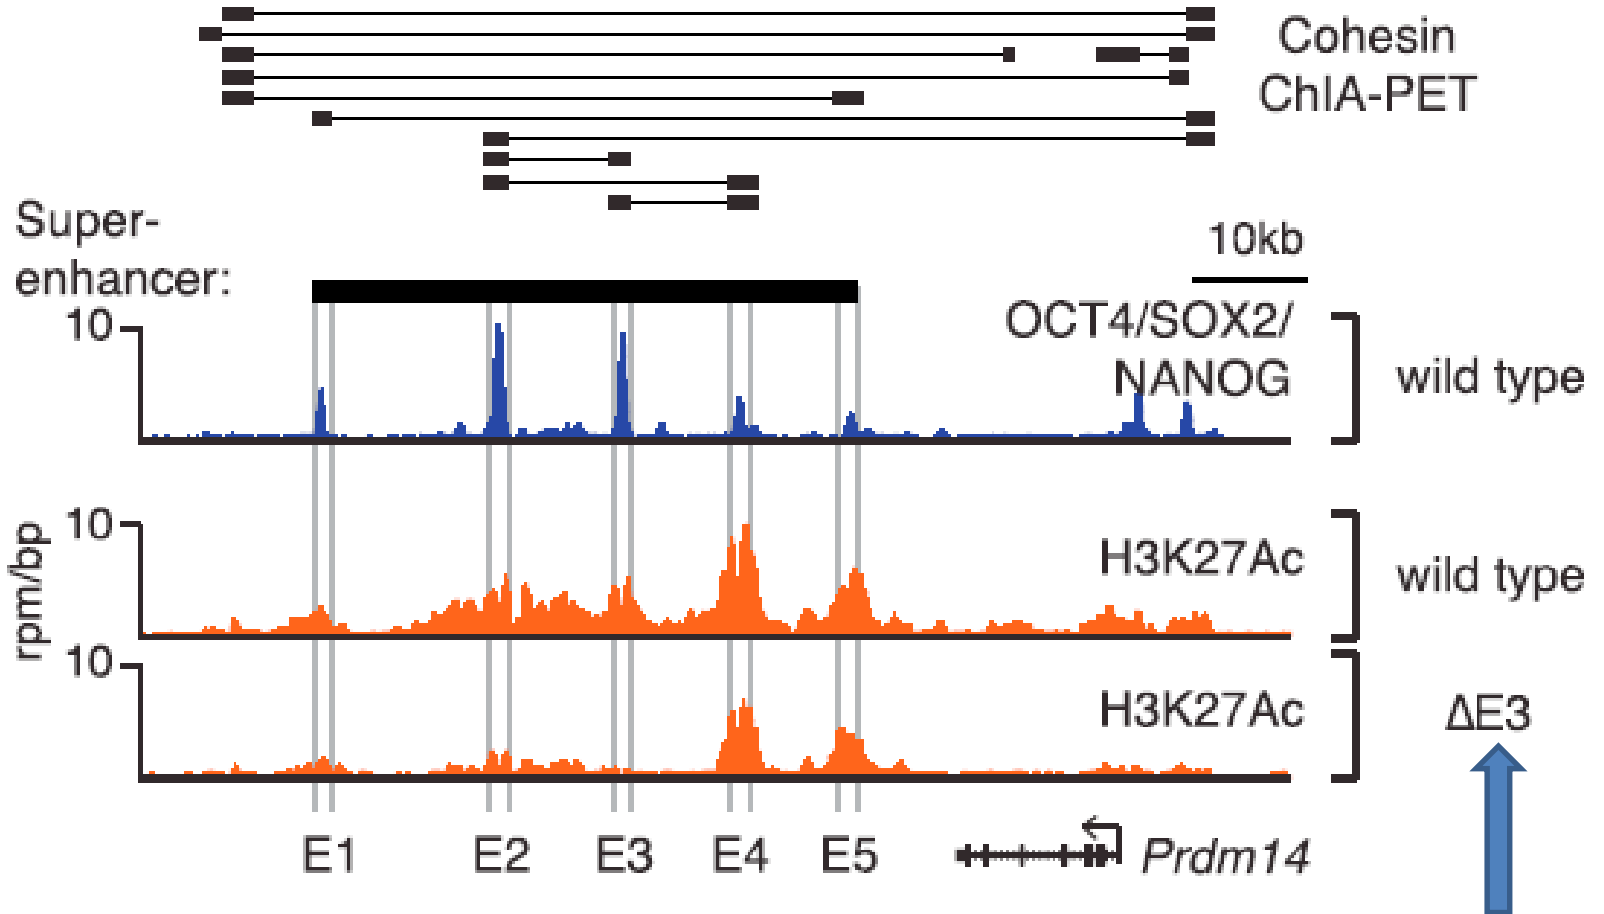 Cohesin
ChIA-PET
Super-
enhancer:
10kb
10
OCT4/SOX2/
NANOG
wild type
10
H3K27Ac
wild type
rpm/bp
10
H3K27Ac
ΔE3
E1 E2 E3 E4 E5 Prdm14